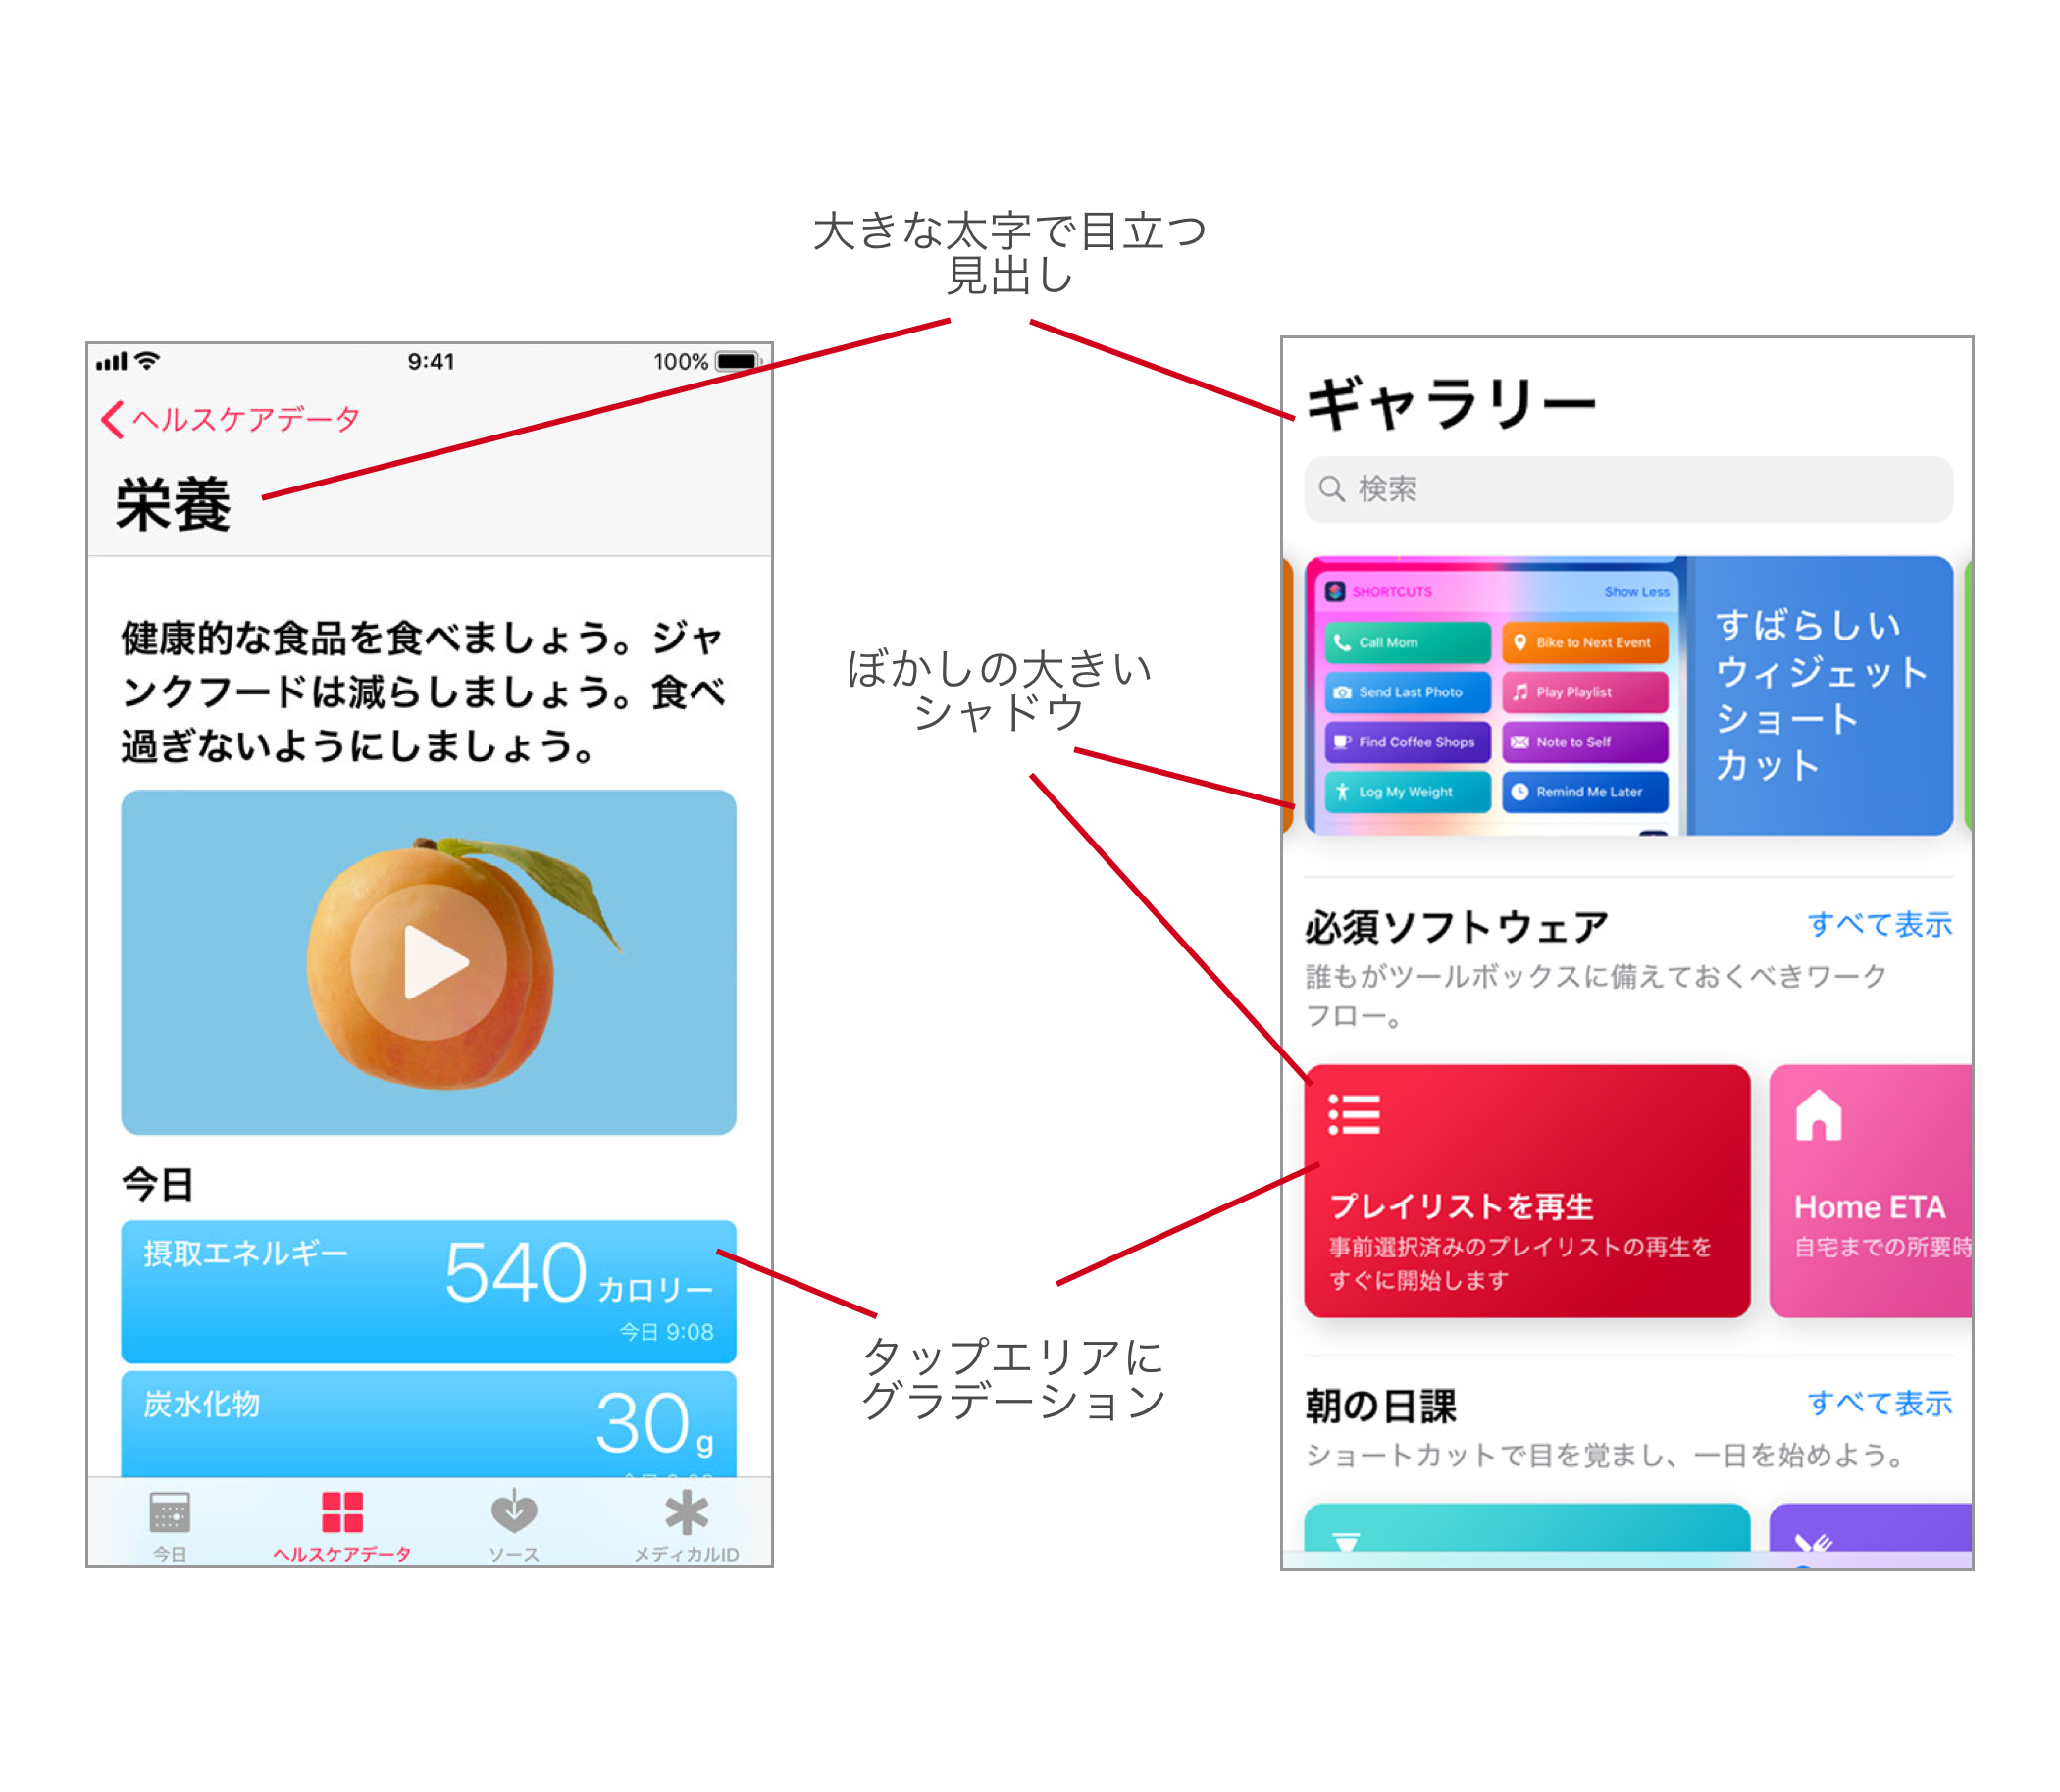 大きな太字で目立つ
見出し
9:41
100%
ヘルスケアデータ
栄養
健康的な食品を食べましょう。ジャ
ンクフードは減らしましょう。食べ
過ぎないようにしましょう。
今日
摂取エネルギー
540 カロリー
今日 9:08
炭水化物
30 g
今日
ヘルスケアデータ
ソース
メディカルID
ぼかしの大きい
シャドウ
タップエリアに
グラデーション
ギャラリー
検索
SHORTCUTS
Show Less
Call Mom
Bike to Next Event
Send Last Photo
Play Playlist
Find Coffee Shops
Note to Self
Log My Weight
Remind Me Later
すばらしい
ウィジェット
ショート
カット
必須ソフトウェア
すべて表示
誰もがツールボックスに備えておくべきワーク
フロー。
プレイリストを再生
事前選択済みのプレイリストの再生を
すぐに開始します
Home ETA
自宅までの所要時
朝の日課
すべて表示
ショートカットで目を覚まし、一日を始めよう。